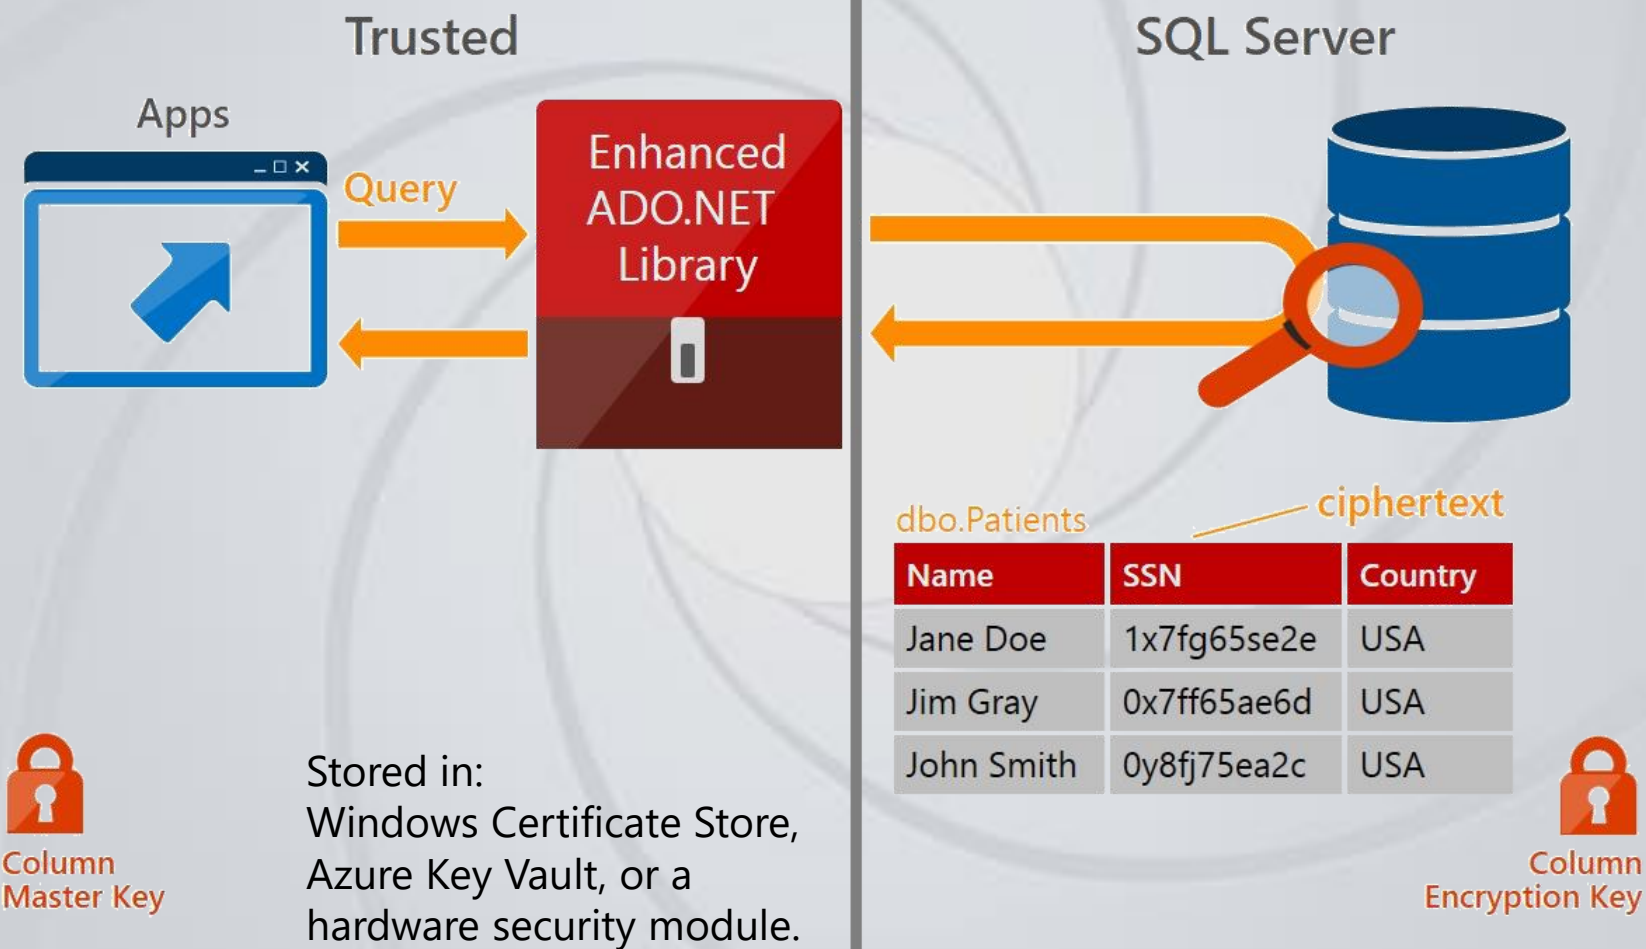 Trusted
Apps
Query
Enhanced
ADO.NET
Library
Column
Master Key
Stored in:
Windows Certificate Store,
Azure Key Vault, or a
hardware security module.
SQL Server
dbo.Patients
ciphertext
Name SSN Country
Jane Doe 1x7fg65se2e USA
Jim Gray 0x7ff65ae6d USA
John Smith 0y8fj75ea2c USA
Column
Encryption Key